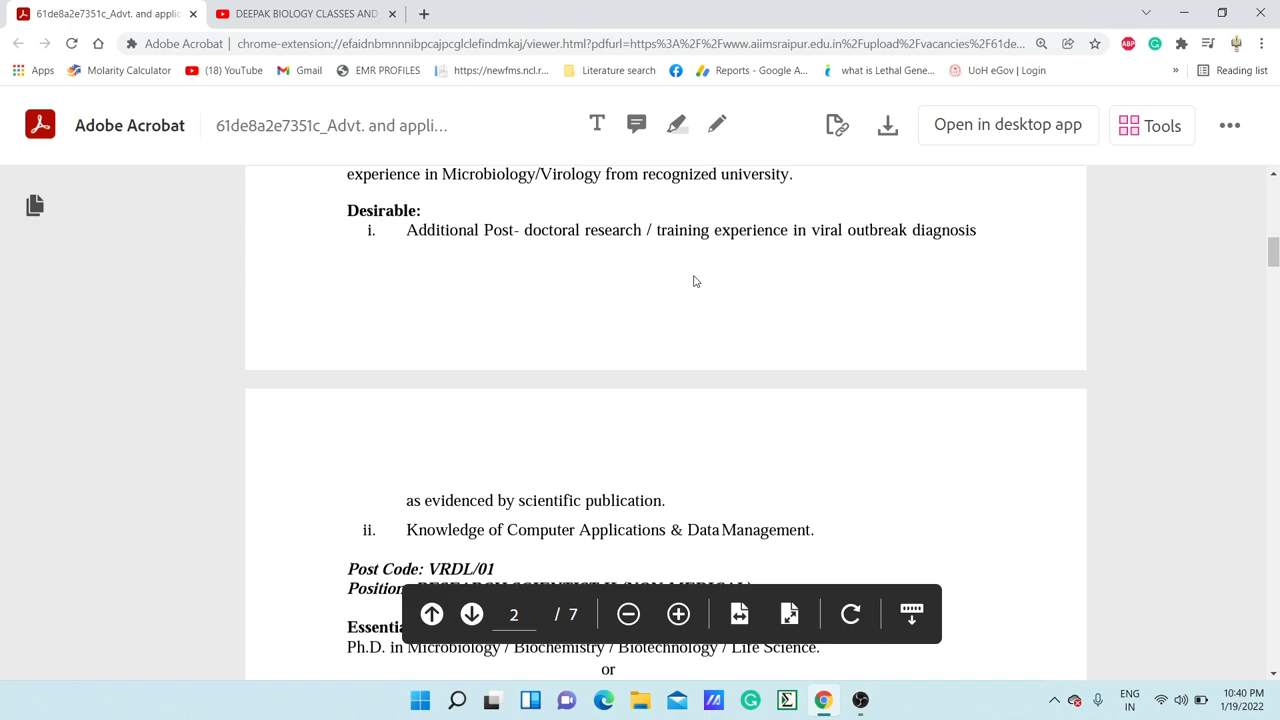 61de8a2e7351c_Advt. and applic
DEEPAK BIOLOGY CLASSES AND
Adobe Acrobat | chrome-extension://efaidnbmnnnibpcajpcglclefindmkaj/viewer.html?pdfurl=https%3A%2F%2Fwww.aiimsraipur.edu.in%2Fupload%2Fvacancies%2F61de...
Apps Molarity Calculator (18) YouTube Gmail EMR PROFILES https://newfms.ncl.r... Literature search Reports - Google A... what is Lethal Gene... UoH eGov | Login » Reading list
Adobe Acrobat 61de8a2e7351c_Advt. and appli... Open in desktop app Tools
experience in Microbiology/Virology from recognized university.
Desirable:
i. Additional Post- doctoral research / training experience in viral outbreak diagnosis
as evidenced by scientific publication.
ii. Knowledge of Computer Applications & Data Management.
Post Code: VRDL/01
Position
Essentia
2 / 7
Ph.D. in Microbiology / Biochemistry / Biotechnology / Life Science.
or
ENG
IN
10:40 PM
1/19/2022